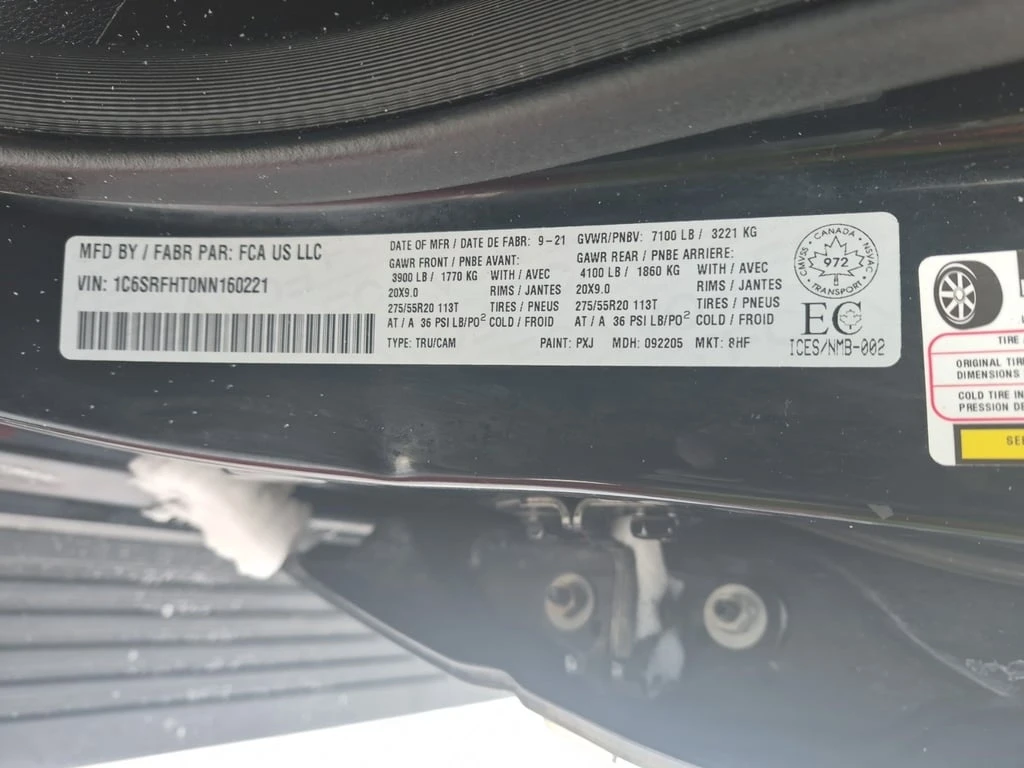 MFD BY / FABR PAR: FCA US LLC
VIN: 1C6SRFHT0NN160221
DATE OF MFR / DATE DE FABR: 9-21
GVWR/PNBV: 7100 LB / 3221 KG
GAWR FRONT / PNBE AVANT:
3900 LB / 1770 KG WITH / AVEC
20X9.0 RIMS / JANTES
275/55R20 113T TIRES / PNEUS
AT / A 36 PSI LB/PO² COLD / FROID
GAWR REAR / PNBE ARRIERE:
4100 LB / 1860 KG WITH / AVEC
20X9.0 RIMS / JANTES
275/55R20 113T TIRES / PNEUS
AT / A 36 PSI LB/PO² COLD / FROID
TYPE: TRU/CAM PAINT: PXJ MDH: 092205 MKT: 8HF
CANADA
CMVSS · NSVAC
972
TRANSPORT
EC
ICES/NMB-002
TIRE
ORIGINAL TIR
DIMENSIONS
COLD TIRE IN
PRESSION DE
SEE